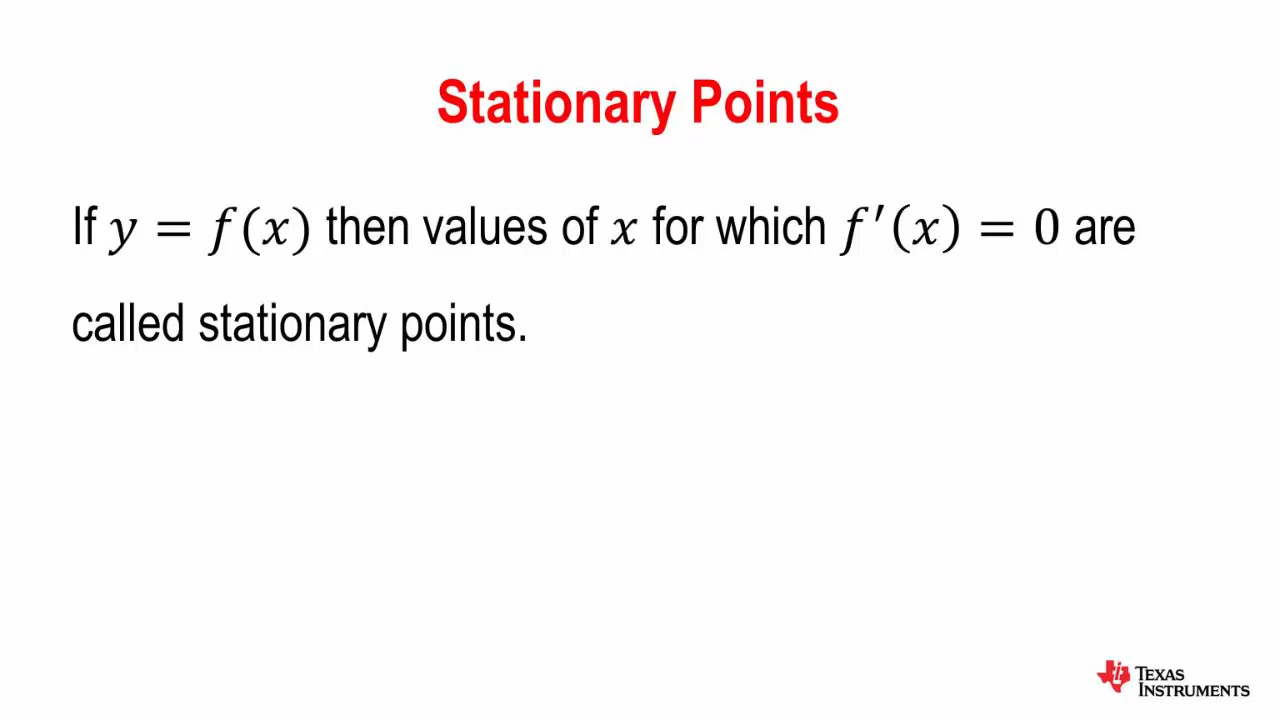 Stationary Points
If 𝑦 = 𝑓(𝑥) then values of 𝑥 for which 𝑓′(𝑥) = 0 are
called stationary points.
TEXAS
INSTRUMENTS